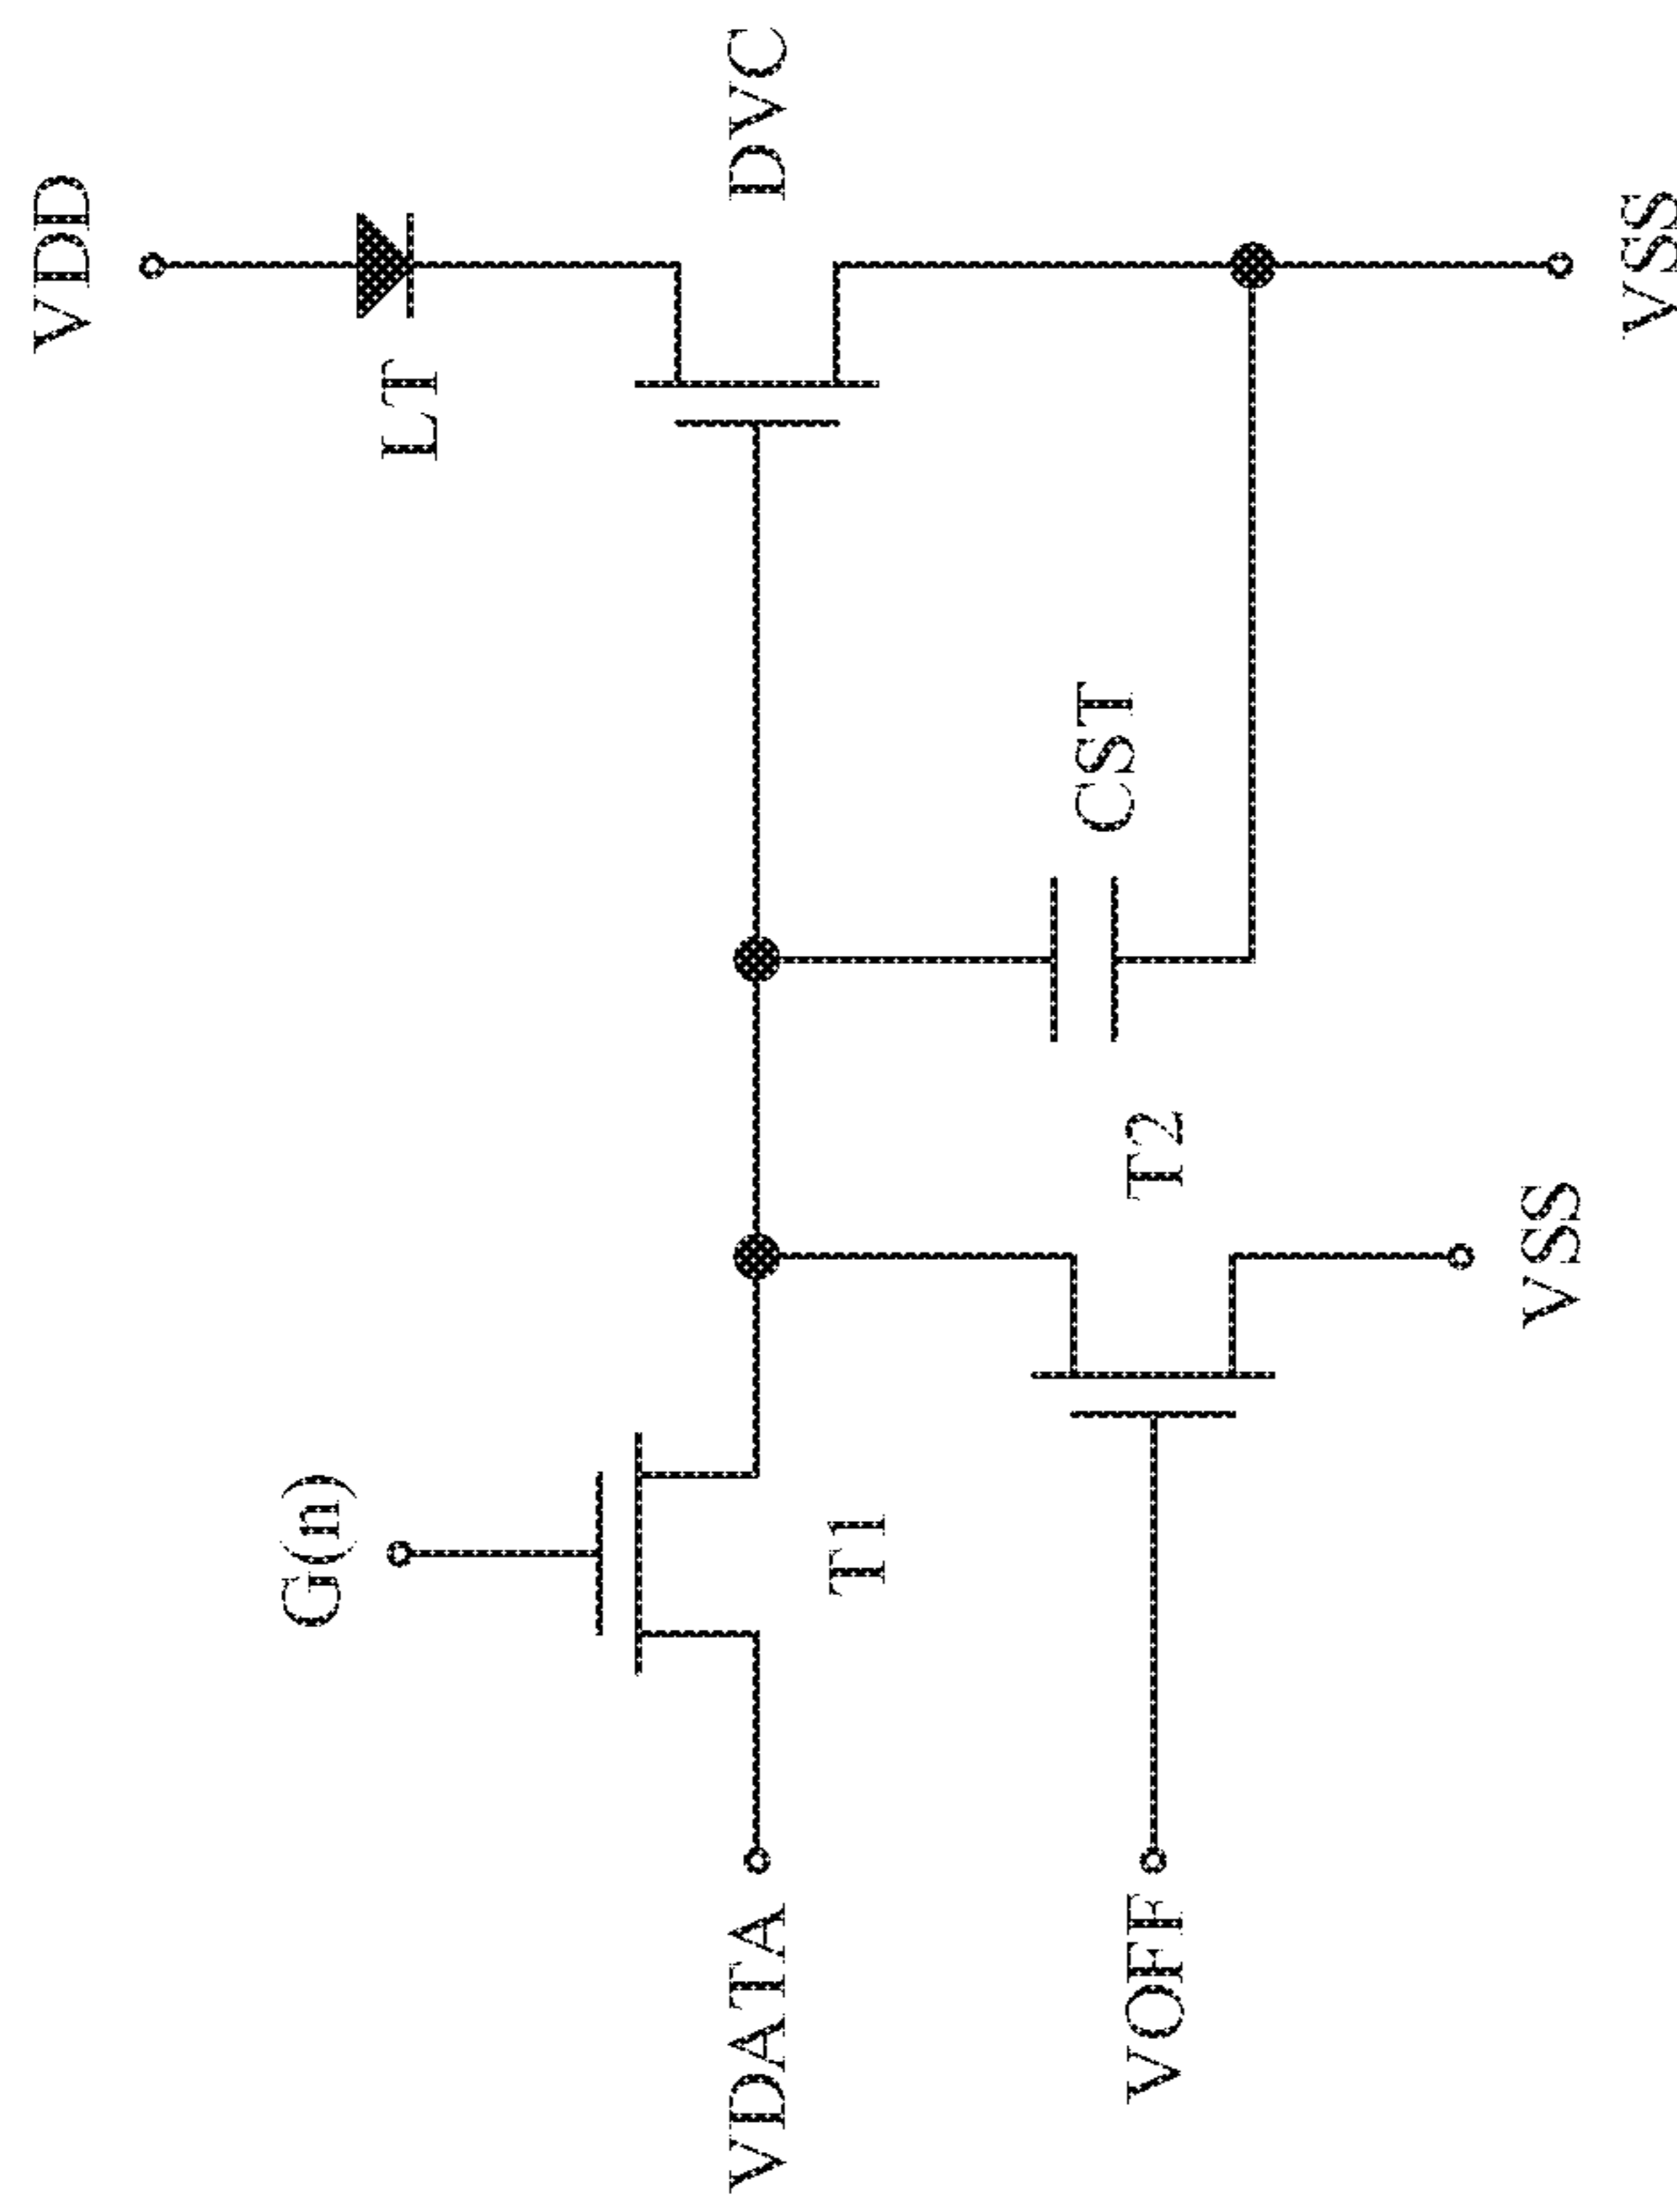 VDD
LT
DVC
G(n)
T1
VDATA
CST
T2
VOFF
VSS
VSS